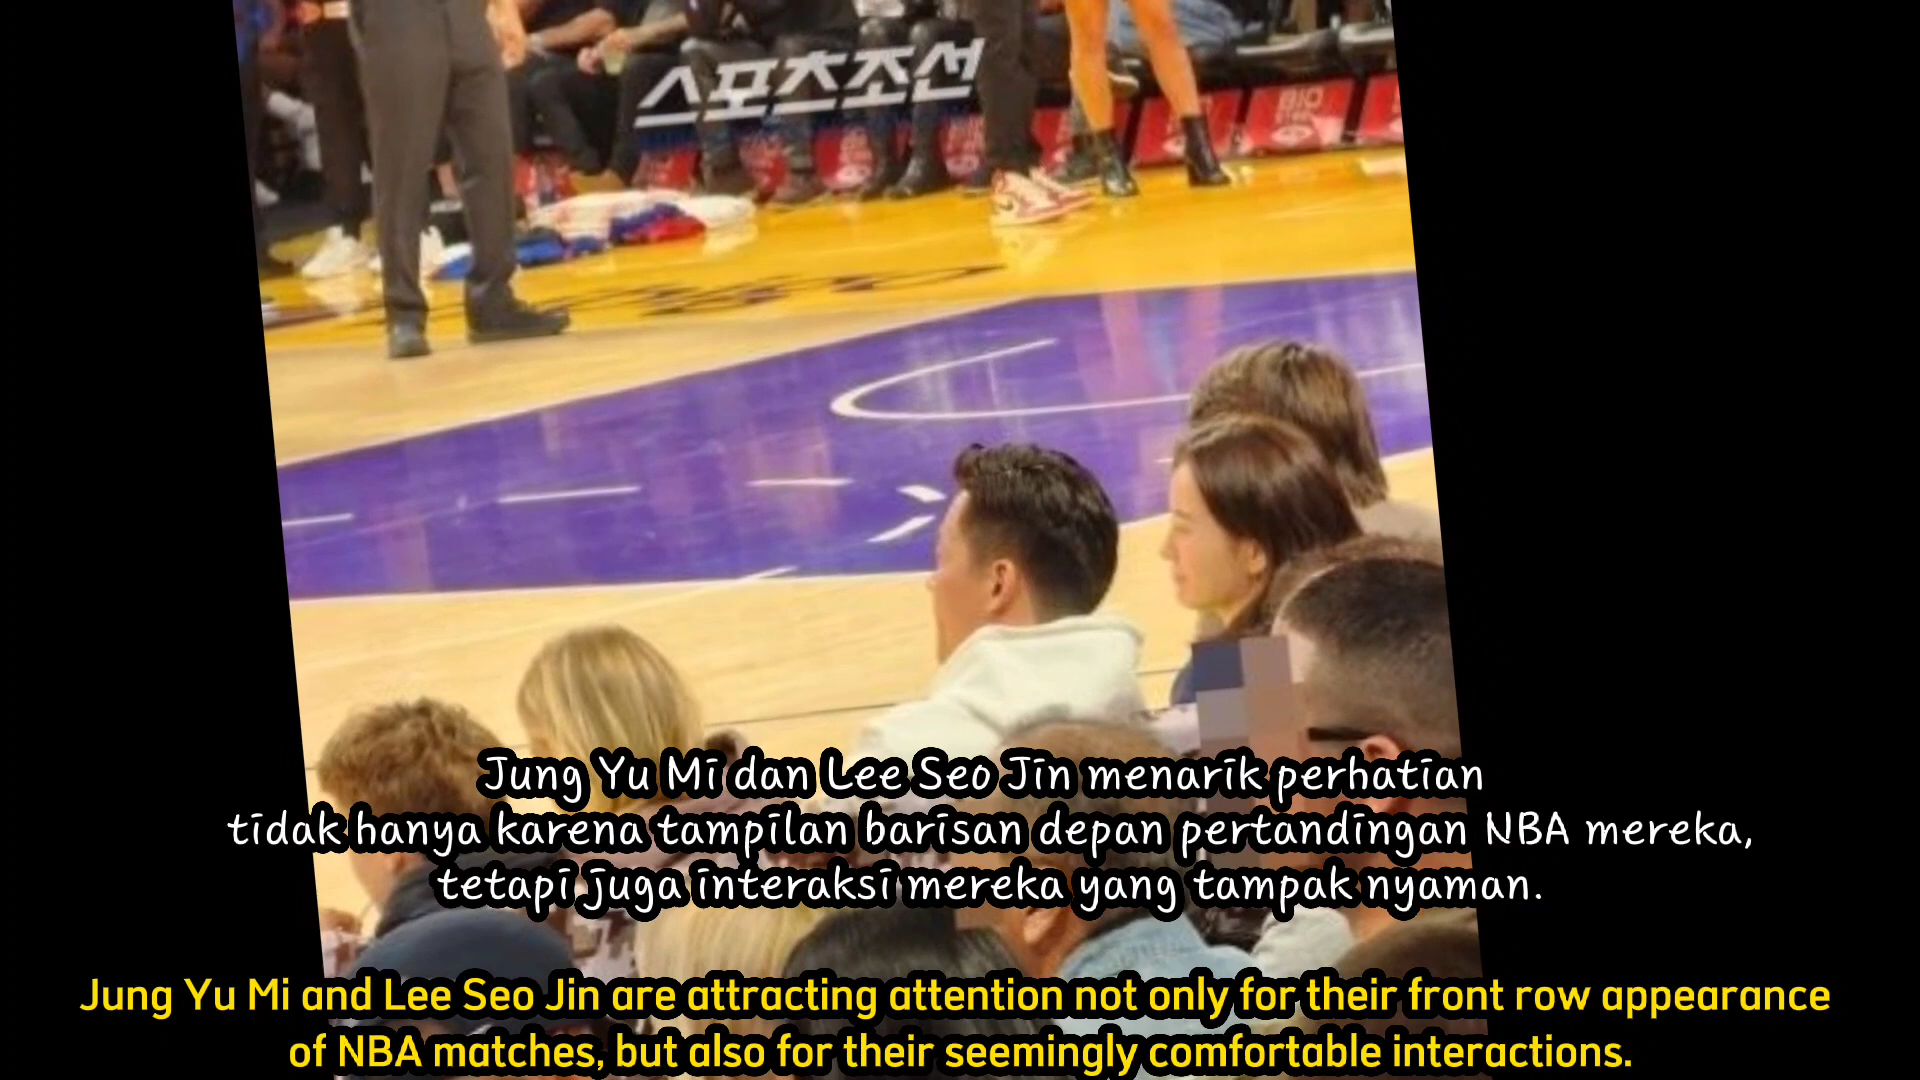 스포츠조선
BIO
Jung Yu Mi dan Lee Seo Jin menarik perhatian
tidak hanya karena tampilan barisan depan pertandingan NBA mereka,
tetapi juga interaksi mereka yang tampak nyaman.
Jung Yu Mi and Lee Seo Jin are attracting attention not only for their front row appearance
of NBA matches, but also for their seemingly comfortable interactions.